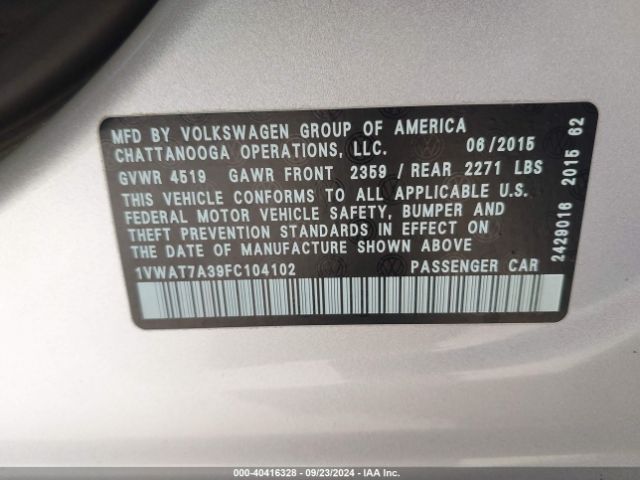 MFD BY VOLKSWAGEN GROUP OF AMERICA
CHATTANOOGA OPERATIONS, LLC. 06/2015
GVWR 4519 GAWR FRONT 2359 / REAR 2271 LBS
THIS VEHICLE CONFORMS TO ALL APPLICABLE U.S.
FEDERAL MOTOR VEHICLE SAFETY, BUMPER AND
THEFT PREVENTION STANDARDS IN EFFECT ON
THE DATE OF MANUFACTURE SHOWN ABOVE
1VWAT7A39FC104102 PASSENGER CAR
2429016 2015 62
000-40416328 - 09/23/2024 - IAA Inc.